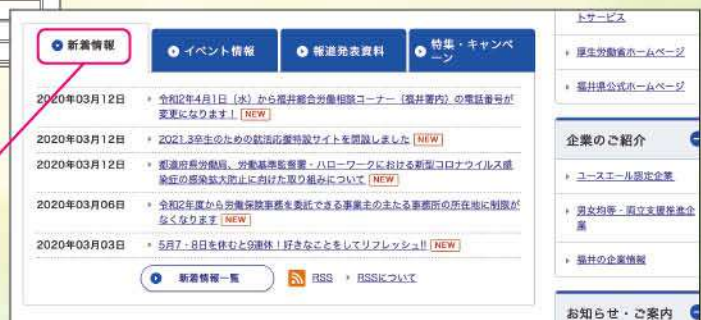 新着情報
イベント情報
報道発表資料
特集・キャンペ
ーン
2020年03月12日 令和2年4月1日（水）から福井総合労働相談コーナー（福井署内）の電話番号が
変更になります！ NEW
2020年03月12日 2021.3卒生のための就活応援特設サイトを開設しました NEW
2020年03月12日 都道府県労働局、労働基準監督署・ハローワークにおける新型コロナウイルス感
染症の感染拡大防止に向けた取り組みについて NEW
2020年03月06日 令和2年度から労働保険事務を委託できる事業主の主たる事務所の所在地に制限が
なくなります NEW
2020年03月03日 5月7・8日を休むと9連休！好きなことをしてリフレッシュ!! NEW
新着情報一覧
RSS
RSSについて
トサービス
厚生労働省ホームページ
福井県公式ホームページ
企業のご紹介
ユースエール認定企業
男女均等・両立支援推進企
業
福井の企業情報
お知らせ・ご案内